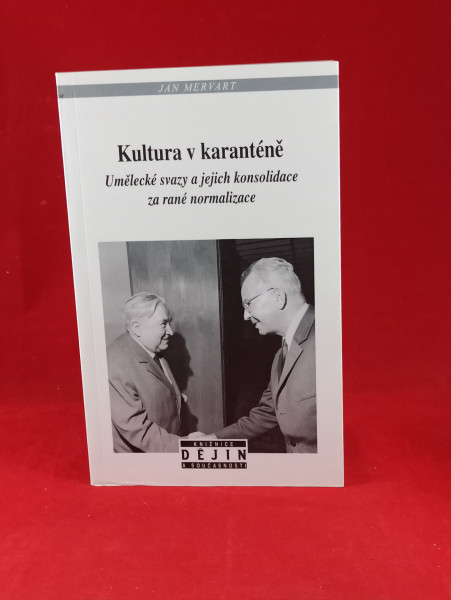 JAN MERVART
Kultura v karanténě
Umělecké svazy a jejich konsolidace
za rané normalizace
KNIŽNICE
DĚJIN
A SOUČASNOSTI